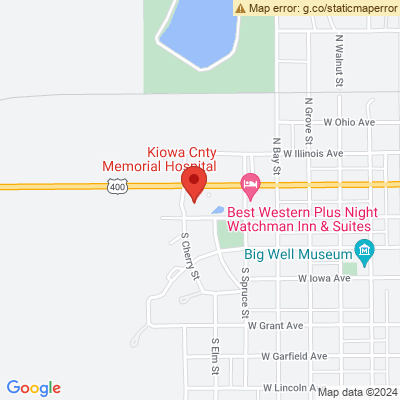 Map error: g.co/staticmaperror
N Walnut St
N Grove St
W Ohio Ave
N Bay St
Kiowa Cnty
Memorial Hospital
W Illinois Ave
400
Best Western Plus Night
Watchman Inn & Suites
S Cherry St
Big Well Museum
W Iowa Ave
S Spruce St
W Grant Ave
S Elm St
W Garfield Ave
W Lincoln Ave
Google
Map data ©2024